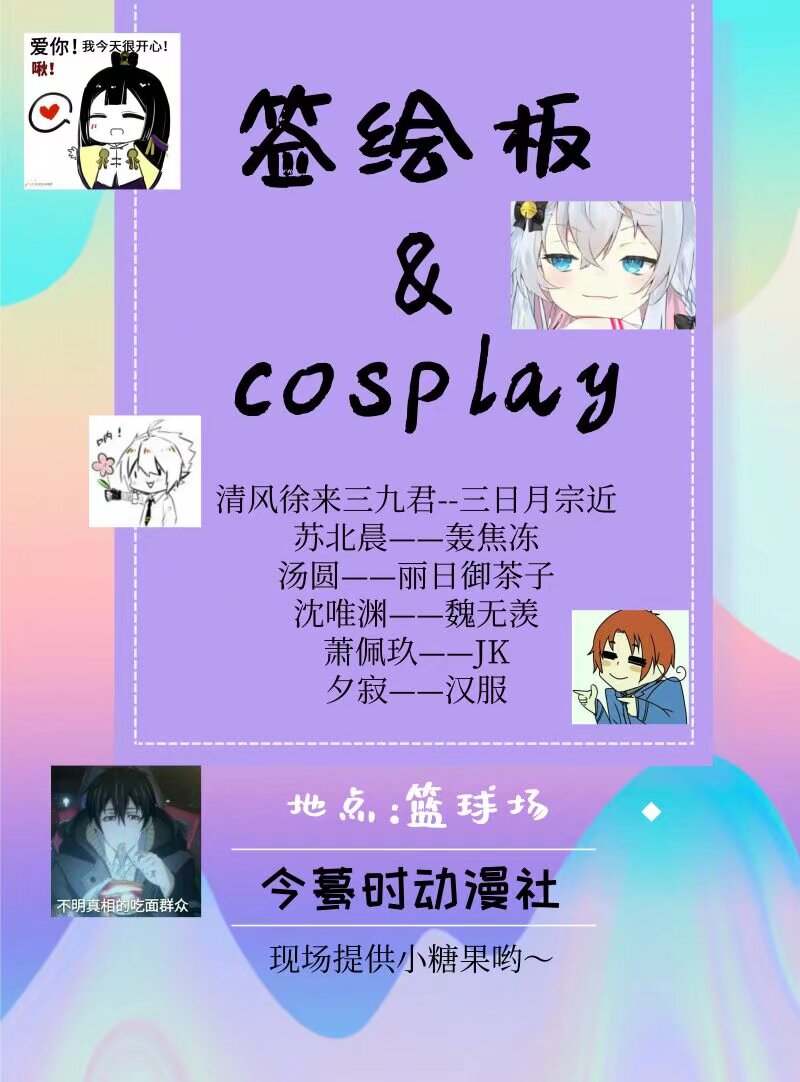 爱你！我今天很开心！
啾！
签绘板
&
cosplay
呐！
清风徐来三九君--三日月宗近
苏北晨——轰焦冻
汤圆——丽日御茶子
沈唯渊——魏无羡
萧佩玖——JK
夕寂——汉服
地点:篮球场
今蓦时动漫社
不明真相的吃面群众
现场提供小糖果哟～